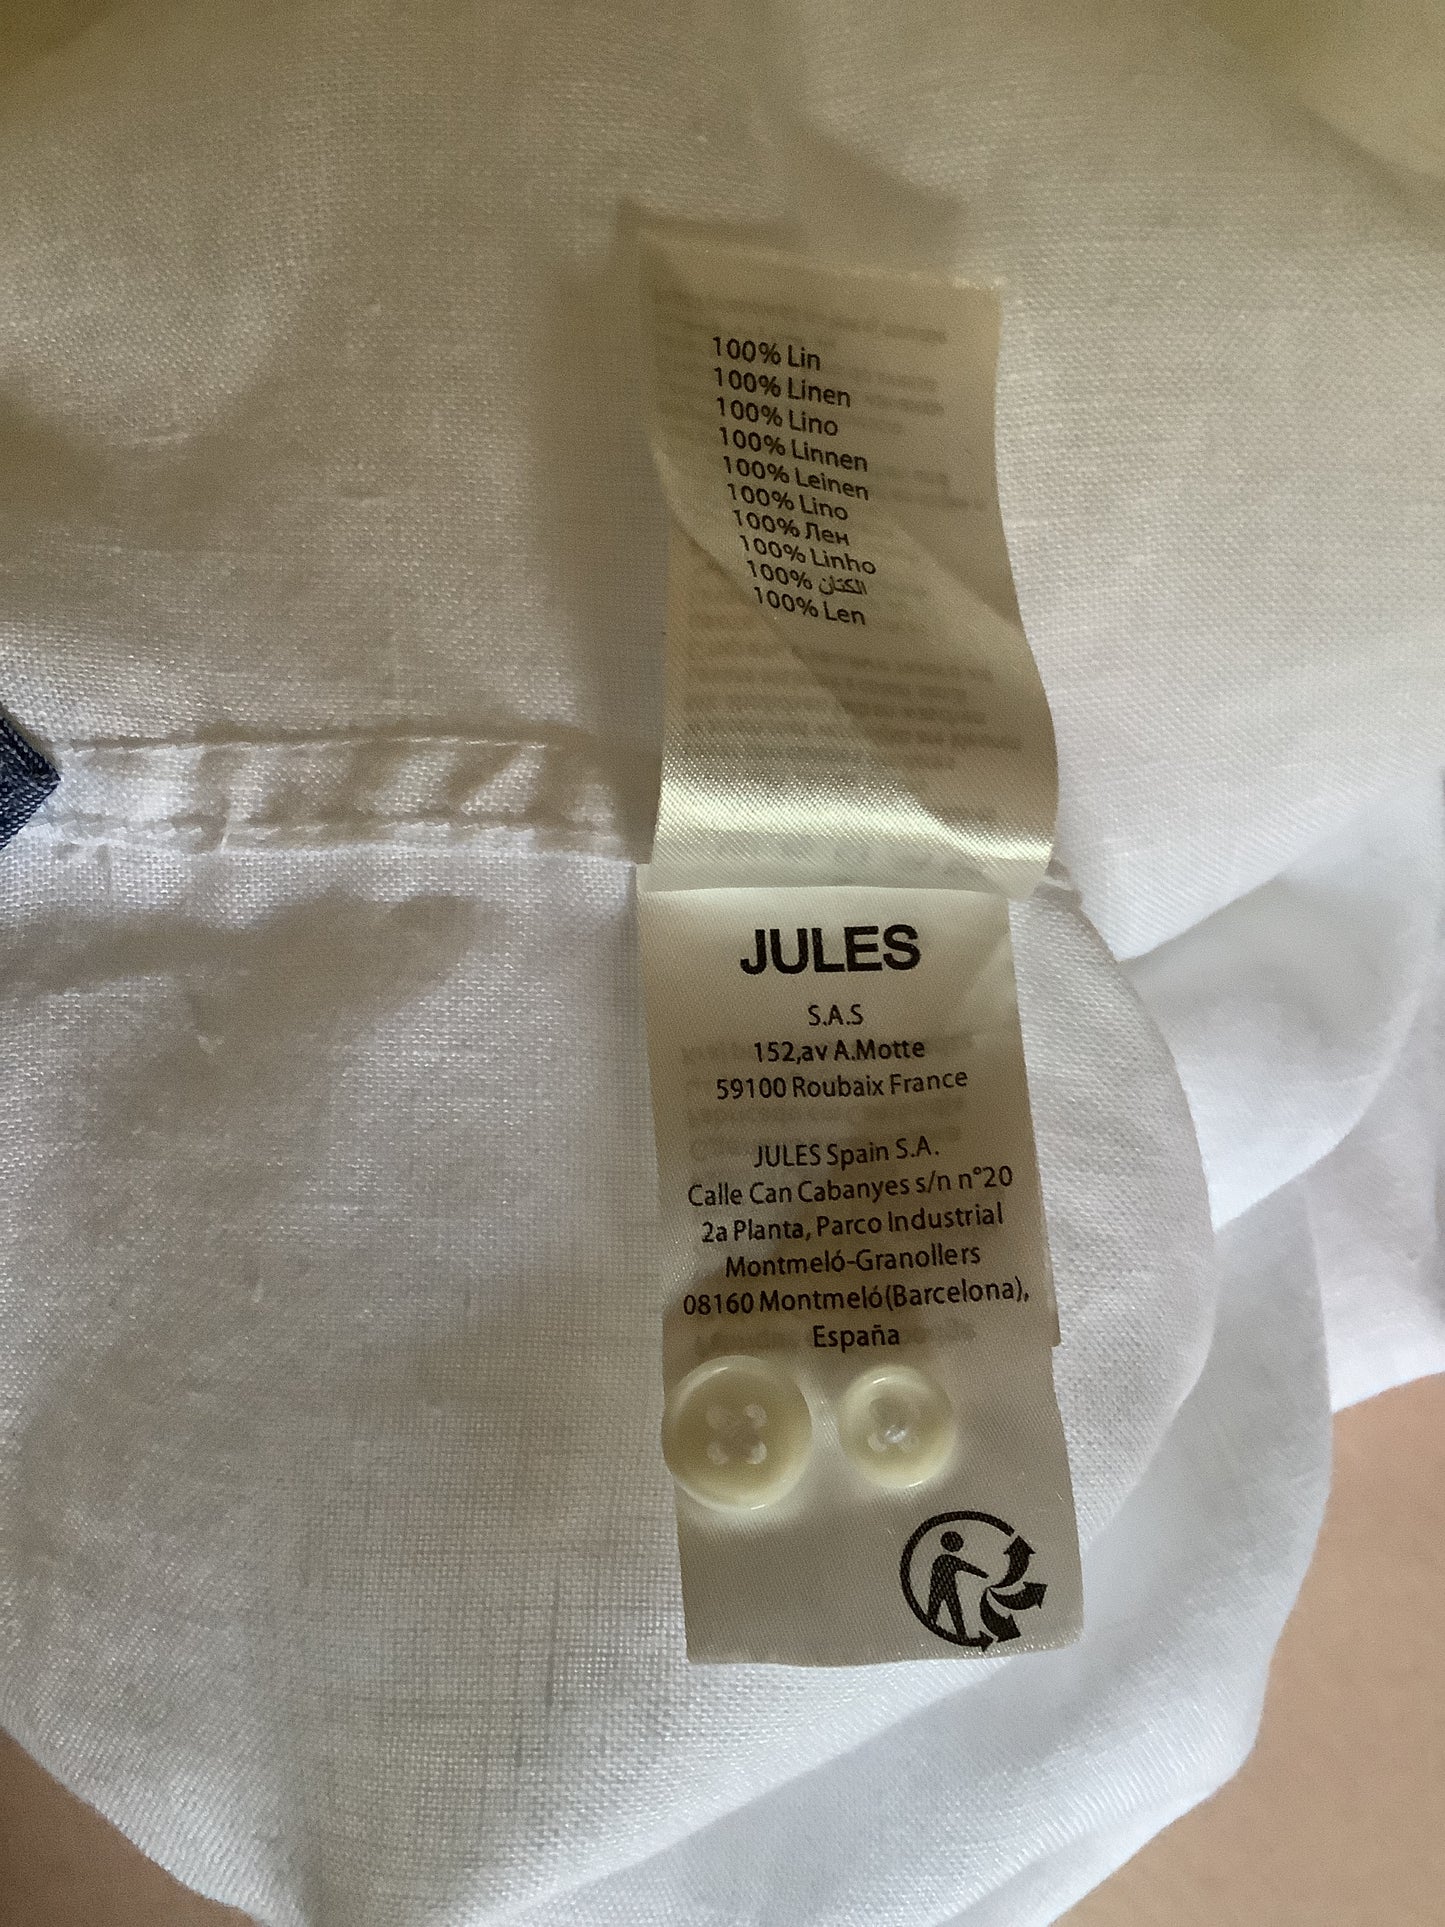 100% Lin
100% Linen
100% Lino
100% Linnen
100% Leinen
100% Lino
100% Лен
100% Linho
100% الكتان
100% Len
JULES
S.A.S
152,av A.Motte
59100 Roubaix France
JULES Spain S.A.
Calle Can Cabanyes s/n n°20
2a Planta, Parco Industrial
Montmeló-Granollers
08160 Montmeló(Barcelona),
España